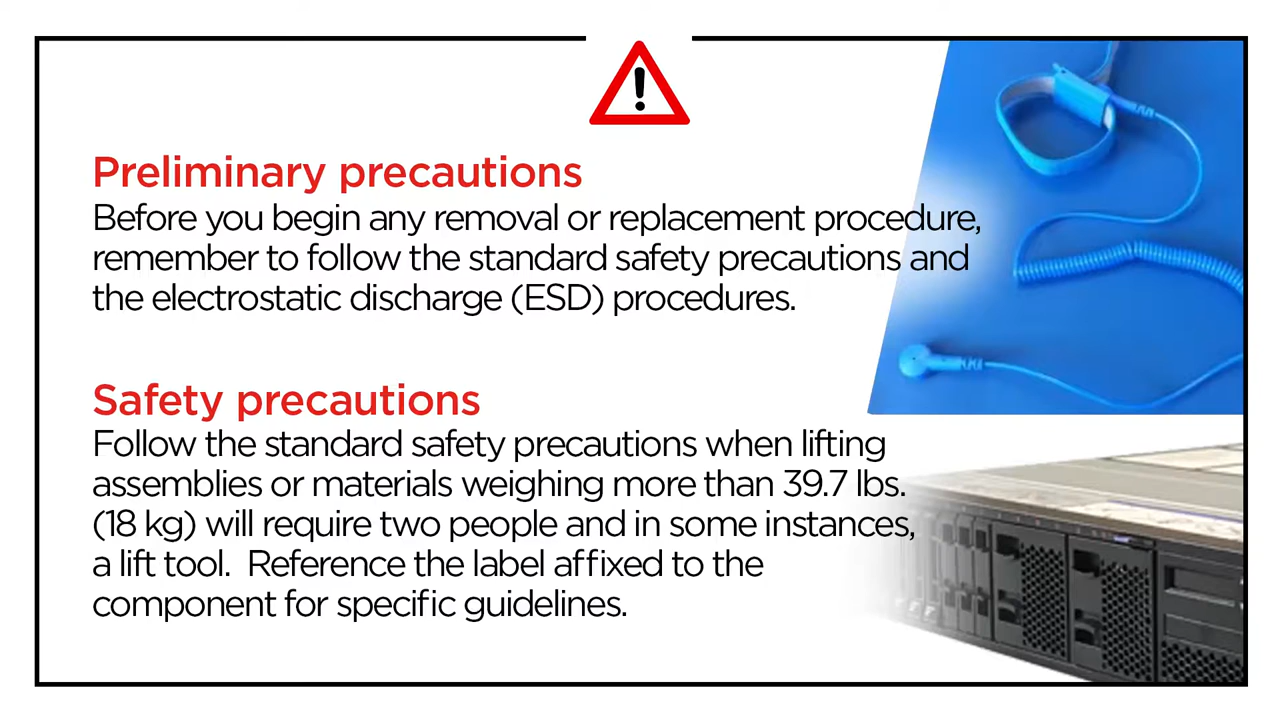 Preliminary precautions
Before you begin any removal or replacement procedure,
remember to follow the standard safety precautions and
the electrostatic discharge (ESD) procedures.
Safety precautions
Follow the standard safety precautions when lifting
assemblies or materials weighing more than 39.7 lbs.
(18 kg) will require two people and in some instances,
a lift tool.  Reference the label affixed to the
component for specific guidelines.